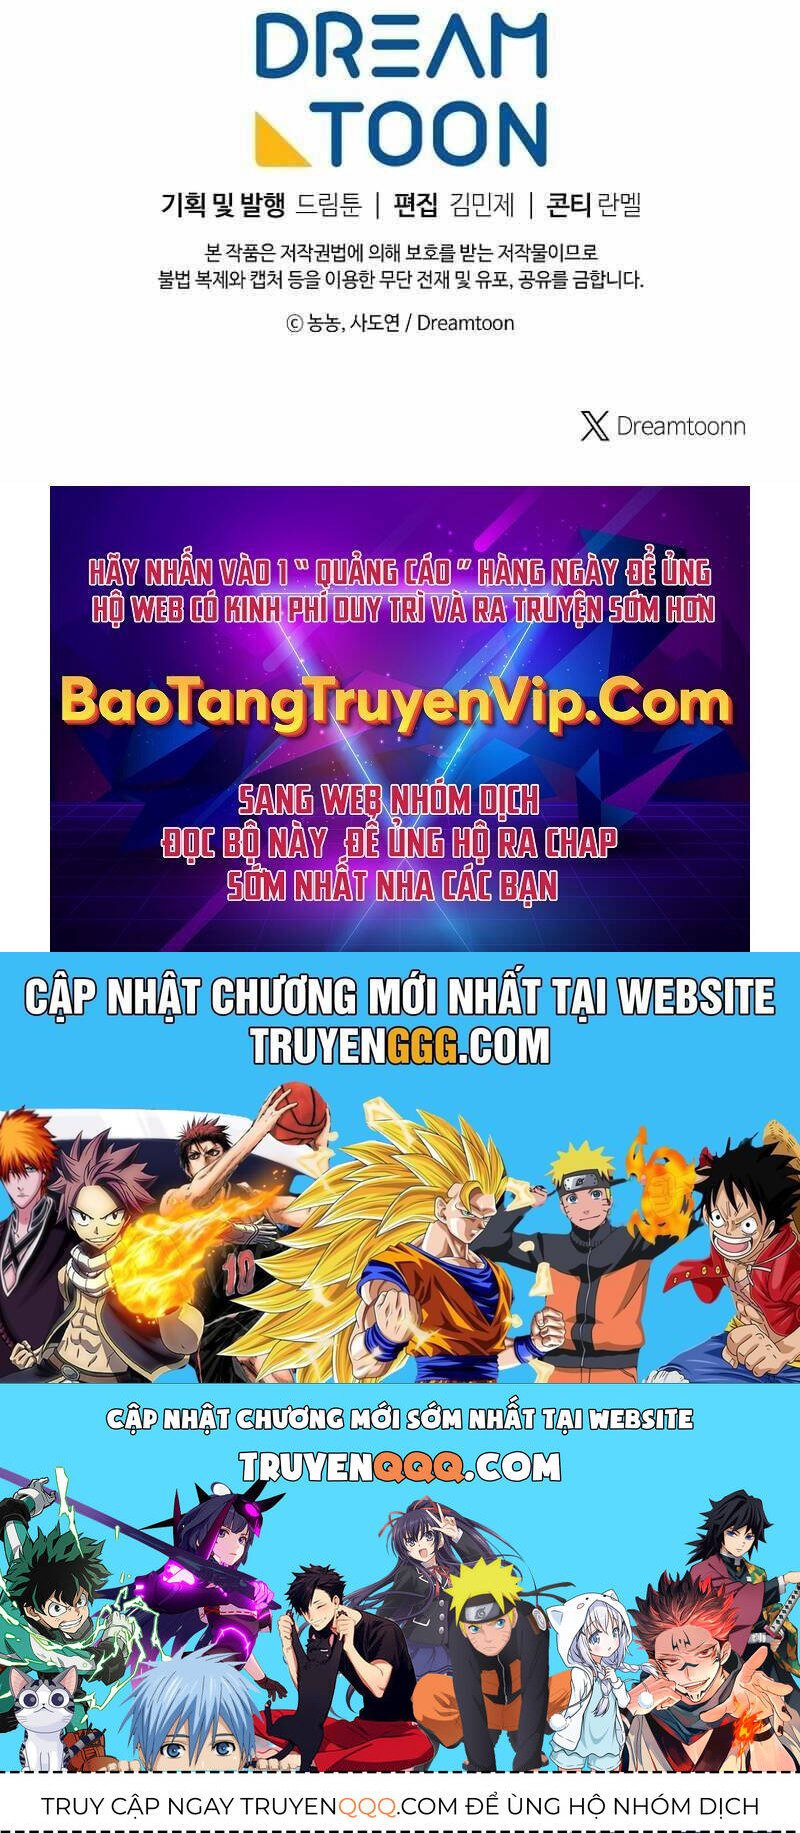 DREAM
TOON
기획 및 발행 드림툰 | 편집 김민제 | 콘티 란멜
본 작품은 저작권법에 의해 보호를 받는 저작물이므로
불법 복제와 캡처 등을 이용한 무단 전재 및 유포, 공유를 금합니다.
ⓒ 농농, 사도연 / Dreamtoon
X Dreamtoonn
HÃY NHẤN VÀO 1 “ QUẢNG CÁO ” HÀNG NGÀY ĐỂ ỦNG
HỘ WEB CÓ KINH PHÍ DUY TRÌ VÀ RA TRUYỆN SỚM HƠN
BaoTangTruyenVip.Com
SANG WEB NHÓM DỊCH
ĐỌC BỘ NÀY ĐỂ ỦNG HỘ RA CHAP
SỚM NHẤT NHA CÁC BẠN
CẬP NHẬT CHƯƠNG MỚI NHẤT TẠI WEBSITE
TRUYENGGG.COM
10
CẬP NHẬT CHƯƠNG MỚI SỚM NHẤT TẠI WEBSITE
TRUYENQQQ.COM
TRUY CẬP NGAY TRUYENQQQ.COM ĐỂ ỦNG HỘ NHÓM DỊCH